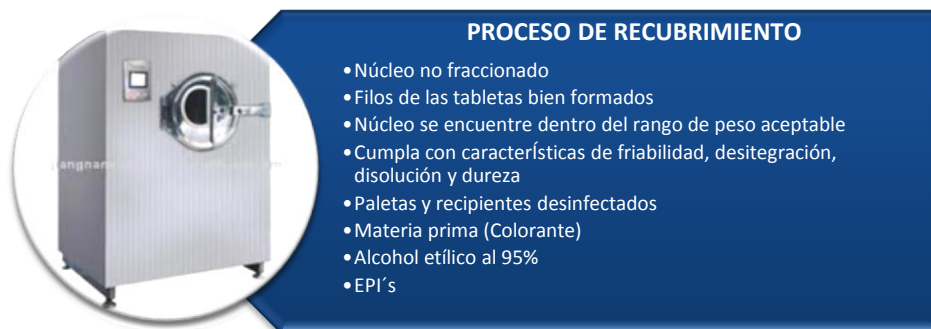 PROCESO DE RECUBRIMIENTO
•Núcleo no fraccionado
•Filos de las tabletas bien formados
•Núcleo se encuentre dentro del rango de peso aceptable
•Cumpla con características de friabilidad, desitegración,
disolución y dureza
•Paletas y recipientes desinfectados
•Materia prima (Colorante)
•Alcohol etílico al 95%
•EPI´s